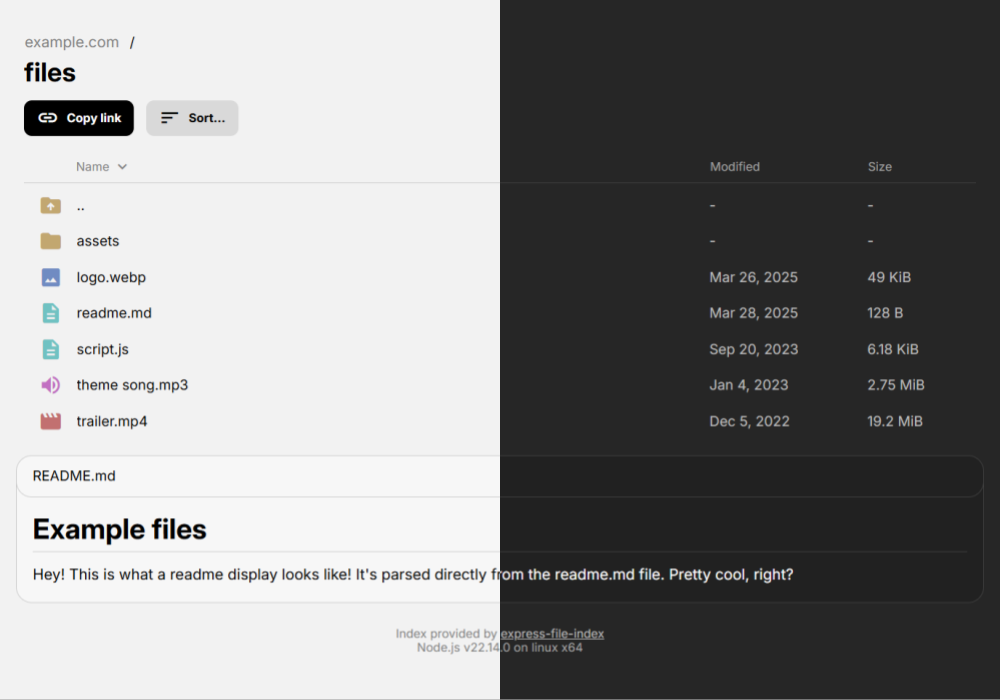 example.com /
files
Copy link Sort...
Name Modified Size
.. - -
assets - -
logo.webp Mar 26, 2025 49 KiB
readme.md Mar 28, 2025 128 B
script.js Sep 20, 2023 6.18 KiB
theme song.mp3 Jan 4, 2023 2.75 MiB
trailer.mp4 Dec 5, 2022 19.2 MiB
README.md
Example files
Hey! This is what a readme display looks like! It's parsed directly from the readme.md file. Pretty cool, right?
Index provided by express-file-index
Node.js v22.14.0 on linux x64